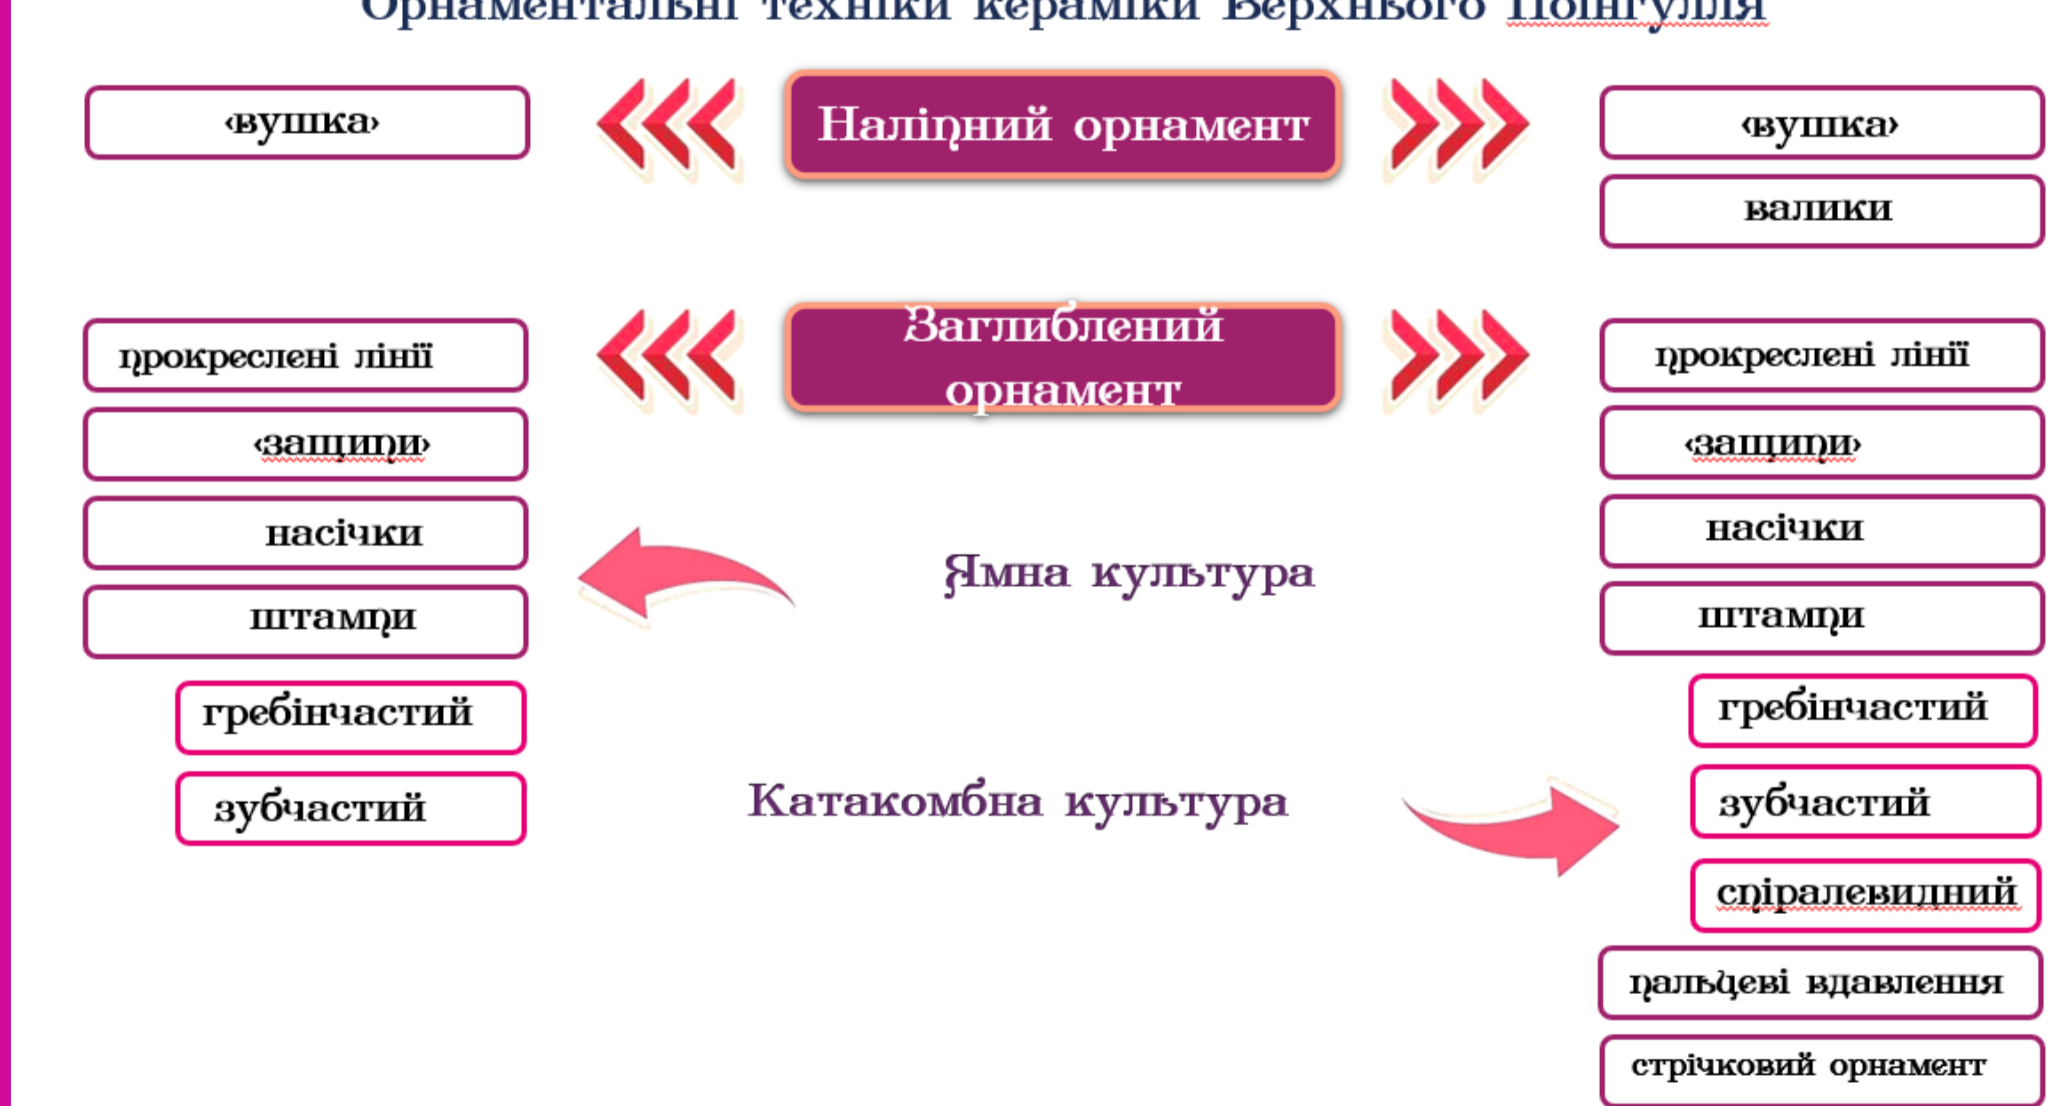 Орнаментальні техніки кераміки Верхнього Поінгулля
‹вушка›
Наліпний орнамент
‹вушка›
валики
прокреслені лінії
Заглиблений
орнамент
прокреслені лінії
‹защипи›
‹защипи›
насічки
насічки
Ямна культура
штампи
штампи
гребінчастий
гребінчастий
зубчастий
Катакомбна культура
зубчастий
спіралевидний
пальцеві вдавлення
стрічковий орнамент